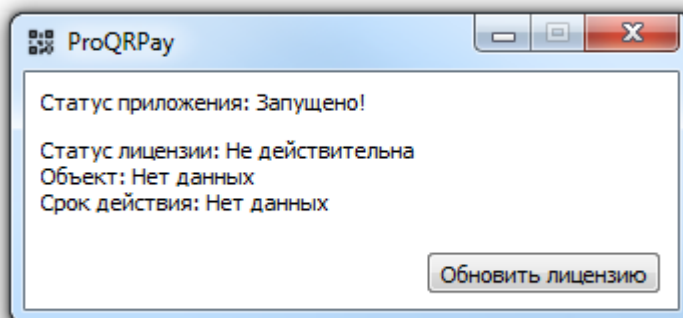 ProQRPay
Статус приложения: Запущено!
Статус лицензии: Не действительна
Объект: Нет данных
Срок действия: Нет данных
Обновить лицензию